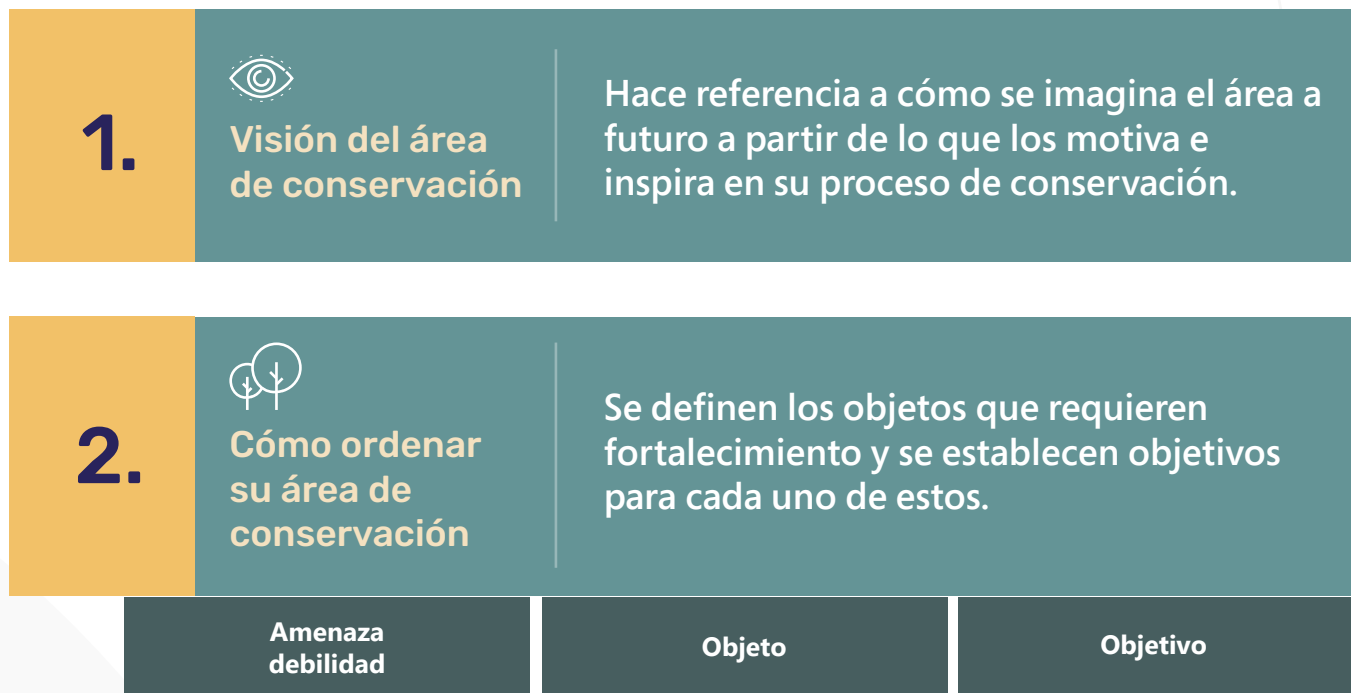 1.
Visión del área
de conservación
Hace referencia a cómo se imagina el área a
futuro a partir de lo que los motiva e
inspira en su proceso de conservación.
2.
Cómo ordenar
su área de
conservación
Se definen los objetos que requieren
fortalecimiento y se establecen objetivos
para cada uno de estos.
Amenaza
debilidad
Objeto
Objetivo